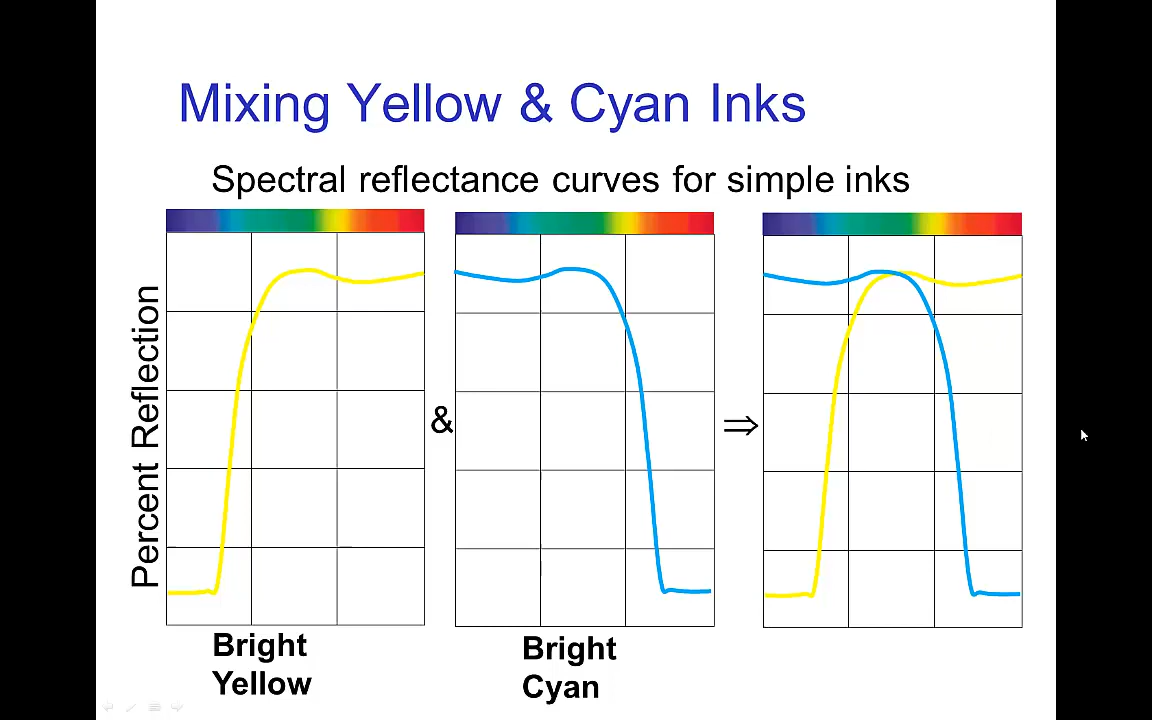 Mixing Yellow & Cyan Inks
Spectral reflectance curves for simple inks
Percent Reflection
&
⇒
Bright
Yellow
Bright
Cyan